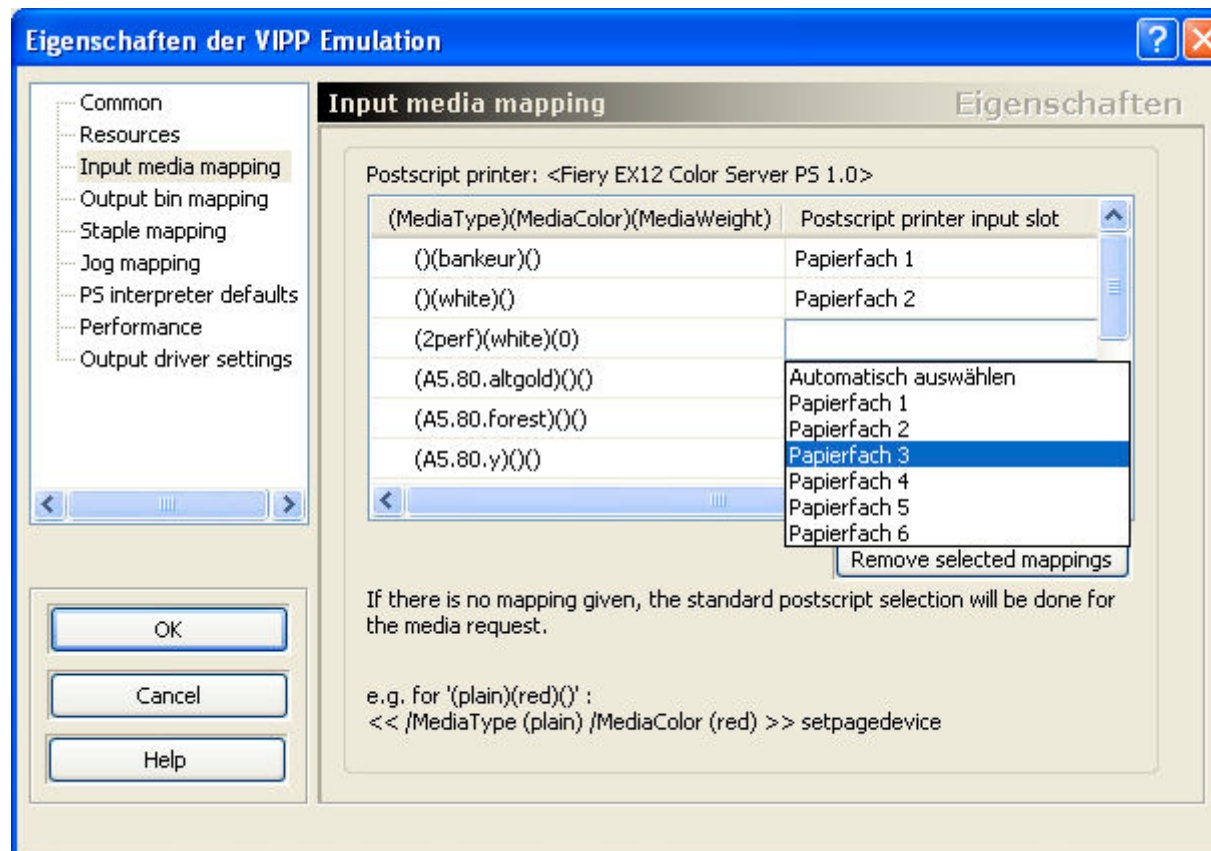 Eigenschaften der VIPP Emulation
Common
Resources
Input media mapping
Output bin mapping
Staple mapping
Jog mapping
PS interpreter defaults
Performance
Output driver settings
OK
Cancel
Help
Input media mapping Eigenschaften
Postscript printer: <Fiery EX12 Color Server PS 1.0>
(MediaType)(MediaColor)(MediaWeight) Postscript printer input slot
()(bankeur)() Papierfach 1
()(white)() Papierfach 2
(2perf)(white)(0)
(A5.80.altgold)()()
(A5.80.forest)()()
(A5.80.y)()()
Automatisch auswählen
Papierfach 1
Papierfach 2
Papierfach 3
Papierfach 4
Papierfach 5
Papierfach 6
Remove selected mappings
If there is no mapping given, the standard postscript selection will be done for
the media request.
e.g. for '(plain)(red)()' :
<< /MediaType (plain) /MediaColor (red) >> setpagedevice